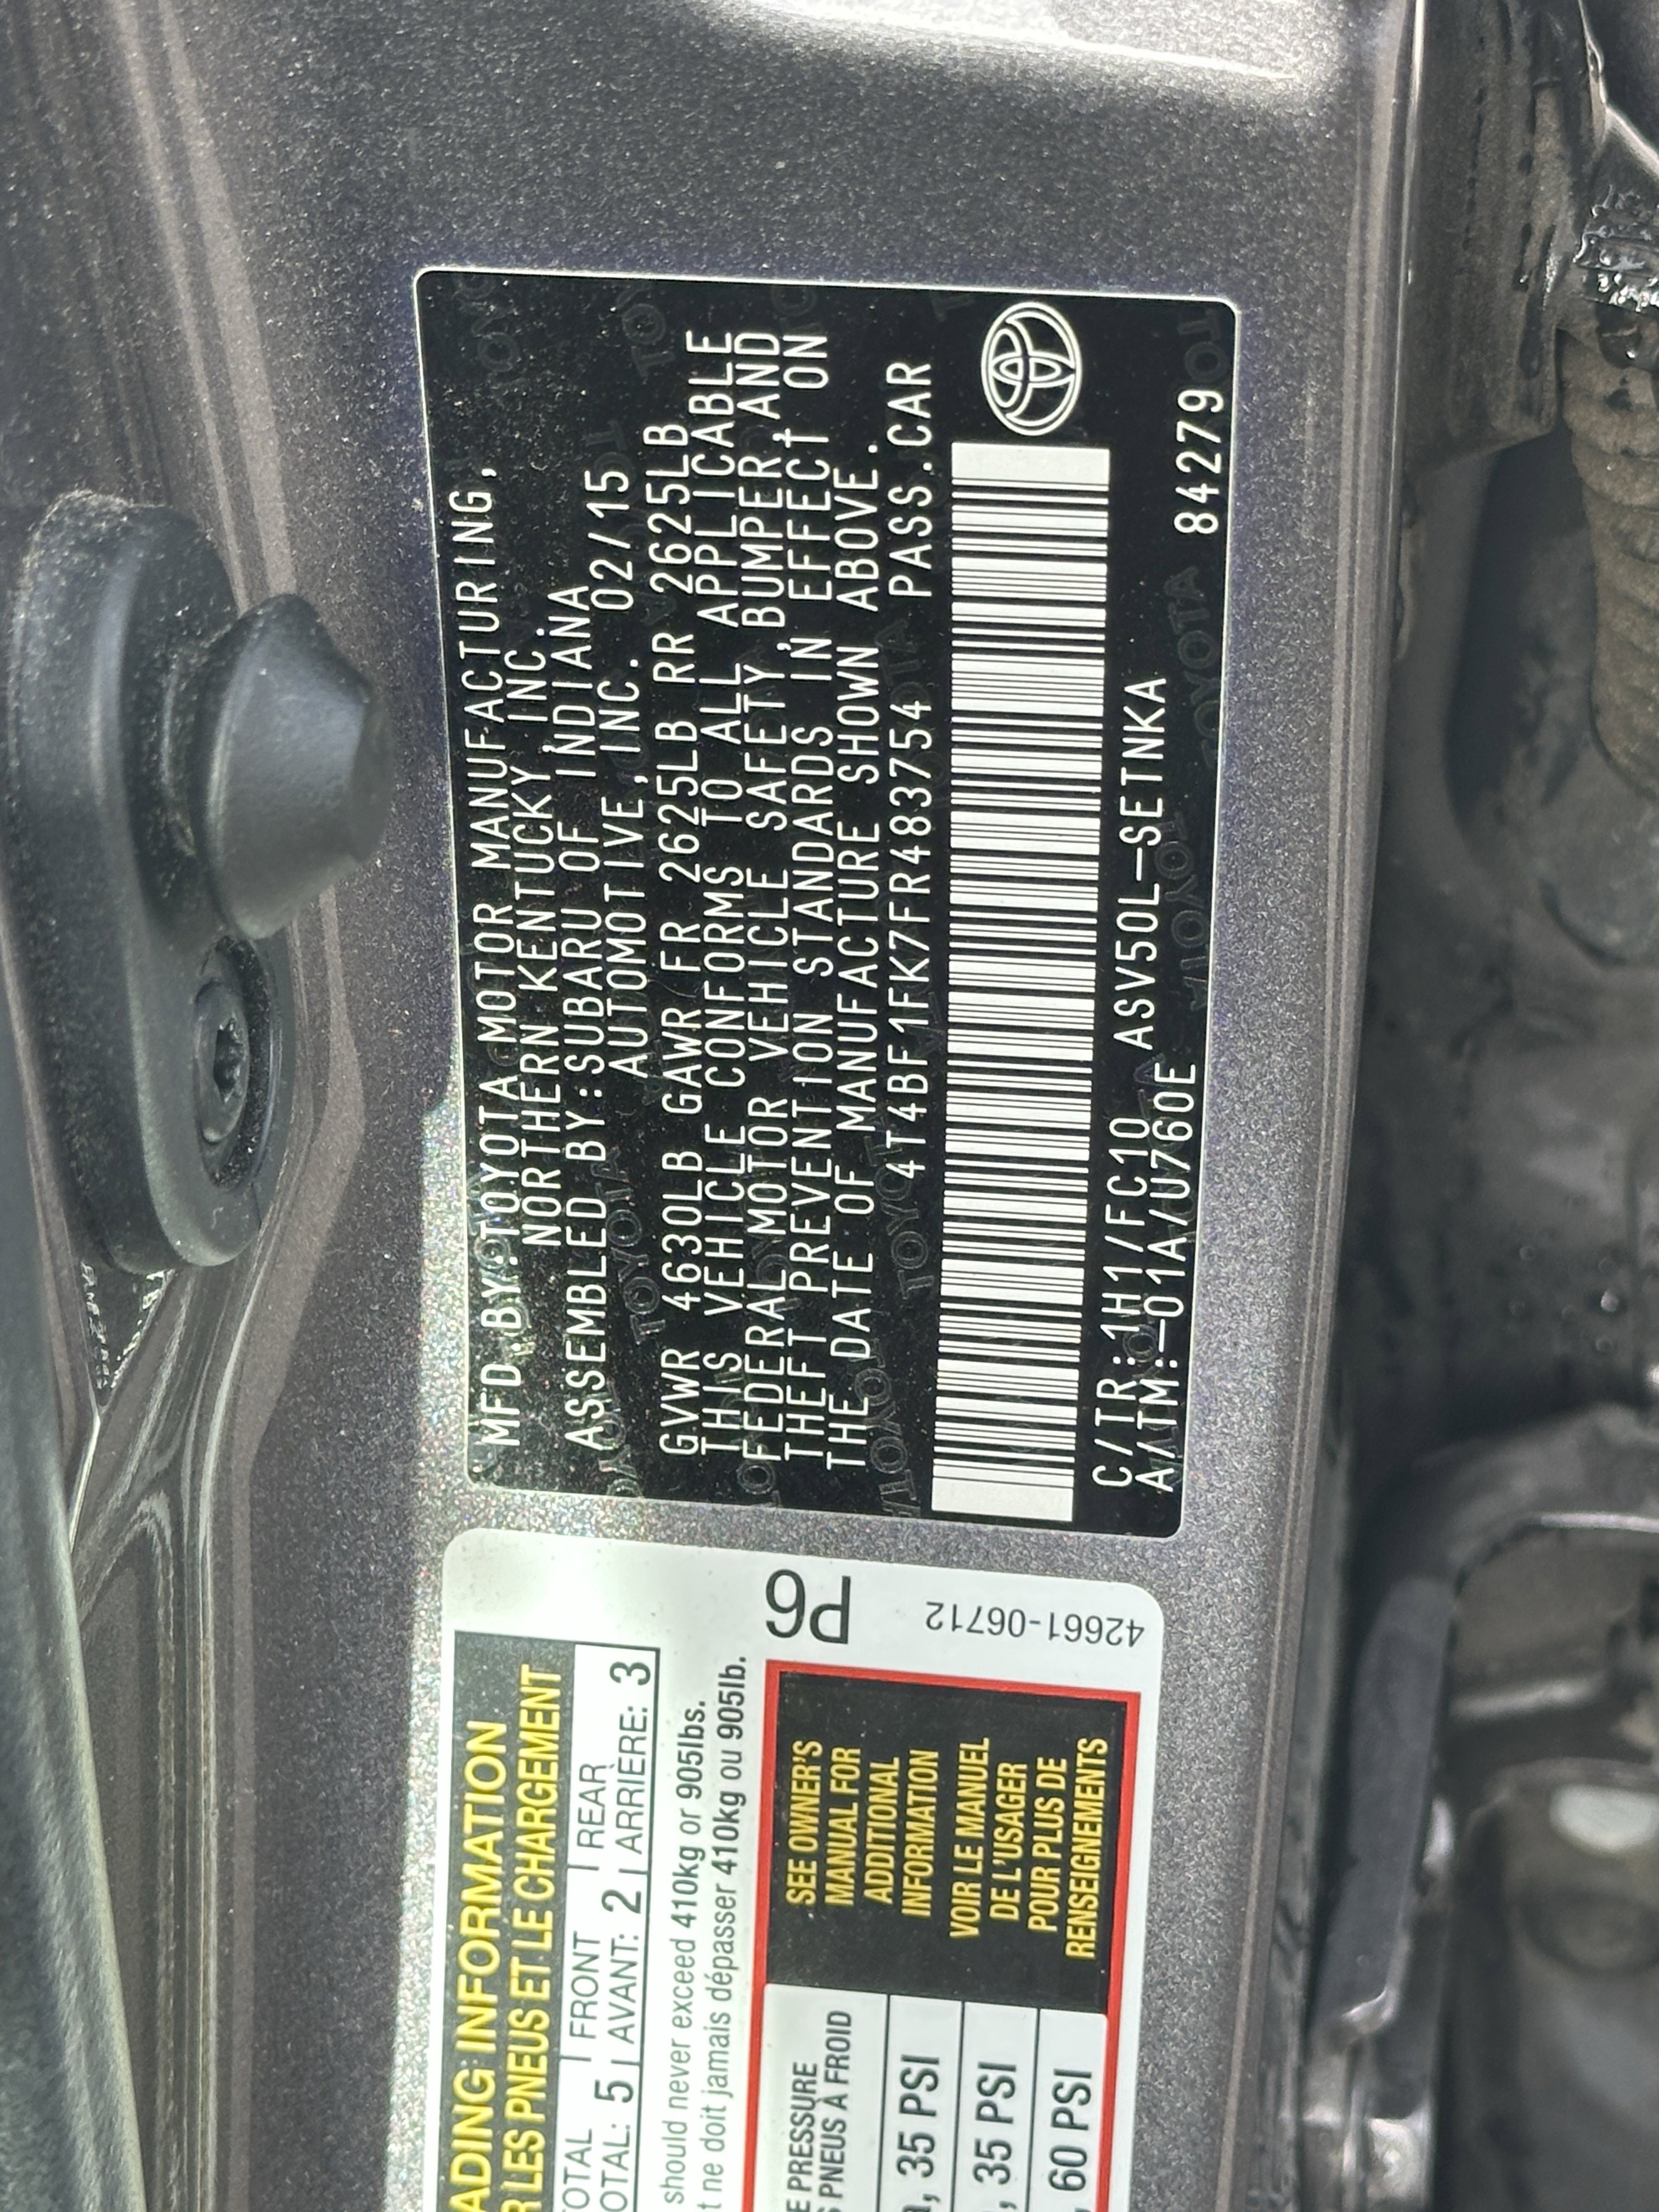 MFD.BY:TOYOTA MOTOR MANUFACTURING,
NORTHERN KENTUCKY,INC.
ASSEMBLED BY:SUBARU OF INDIANA
AUTOMOTIVE,INC. 02/15
GVWR 4630LB GAWR FR 2625LB RR 2625LB
THIS VEHICLE CONFORMS TO ALL APPLICABLE
FEDERAL MOTOR VEHICLE SAFETY,BUMPER,AND
THEFT PREVENTION STANDARDS IN EFFECT ON
THE DATE OF MANUFACTURE SHOWN ABOVE.
4T4BF1FK7FR483754 PASS.CAR
C/TR:1H1/FC10 ASV50L-SETNKA
A/TM:-01A/U760E 84279
ADING INFORMATION
R LES PNEUS ET LE CHARGEMENT
OTAL FRONT REAR
OTAL: 5 AVANT: 2 ARRIÈRE: 3
should never exceed 410kg or 905lbs.
t ne doit jamais dépasser 410kg ou 905lb.
P6
42661-06712
E PRESSURE
S PNEUS À FROID
, 35 PSI
, 35 PSI
, 60 PSI
SEE OWNER'S
MANUAL FOR
ADDITIONAL
INFORMATION
VOIR LE MANUEL
DE L'USAGER
POUR PLUS DE
RENSEIGNEMENTS